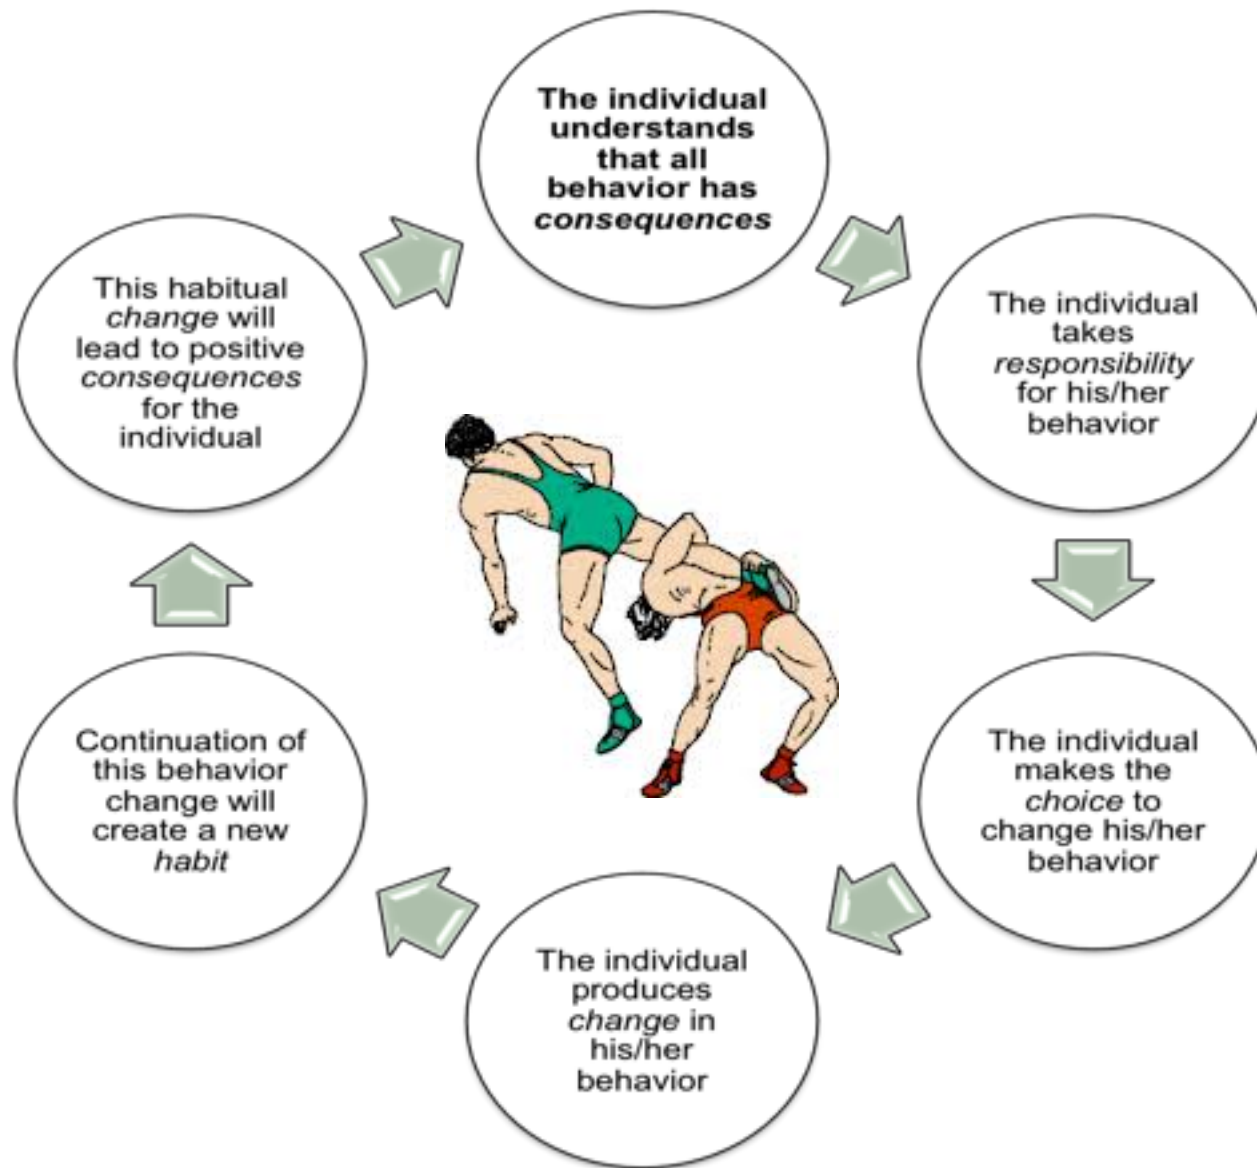 The individual
understands
that all
behavior has
consequences
The individual
takes
responsibility
for his/her
behavior
The individual
makes the
choice to
change his/her
behavior
The individual
produces
change in
his/her
behavior
Continuation of
this behavior
change will
create a new
habit
This habitual
change will
lead to positive
consequences
for the
individual